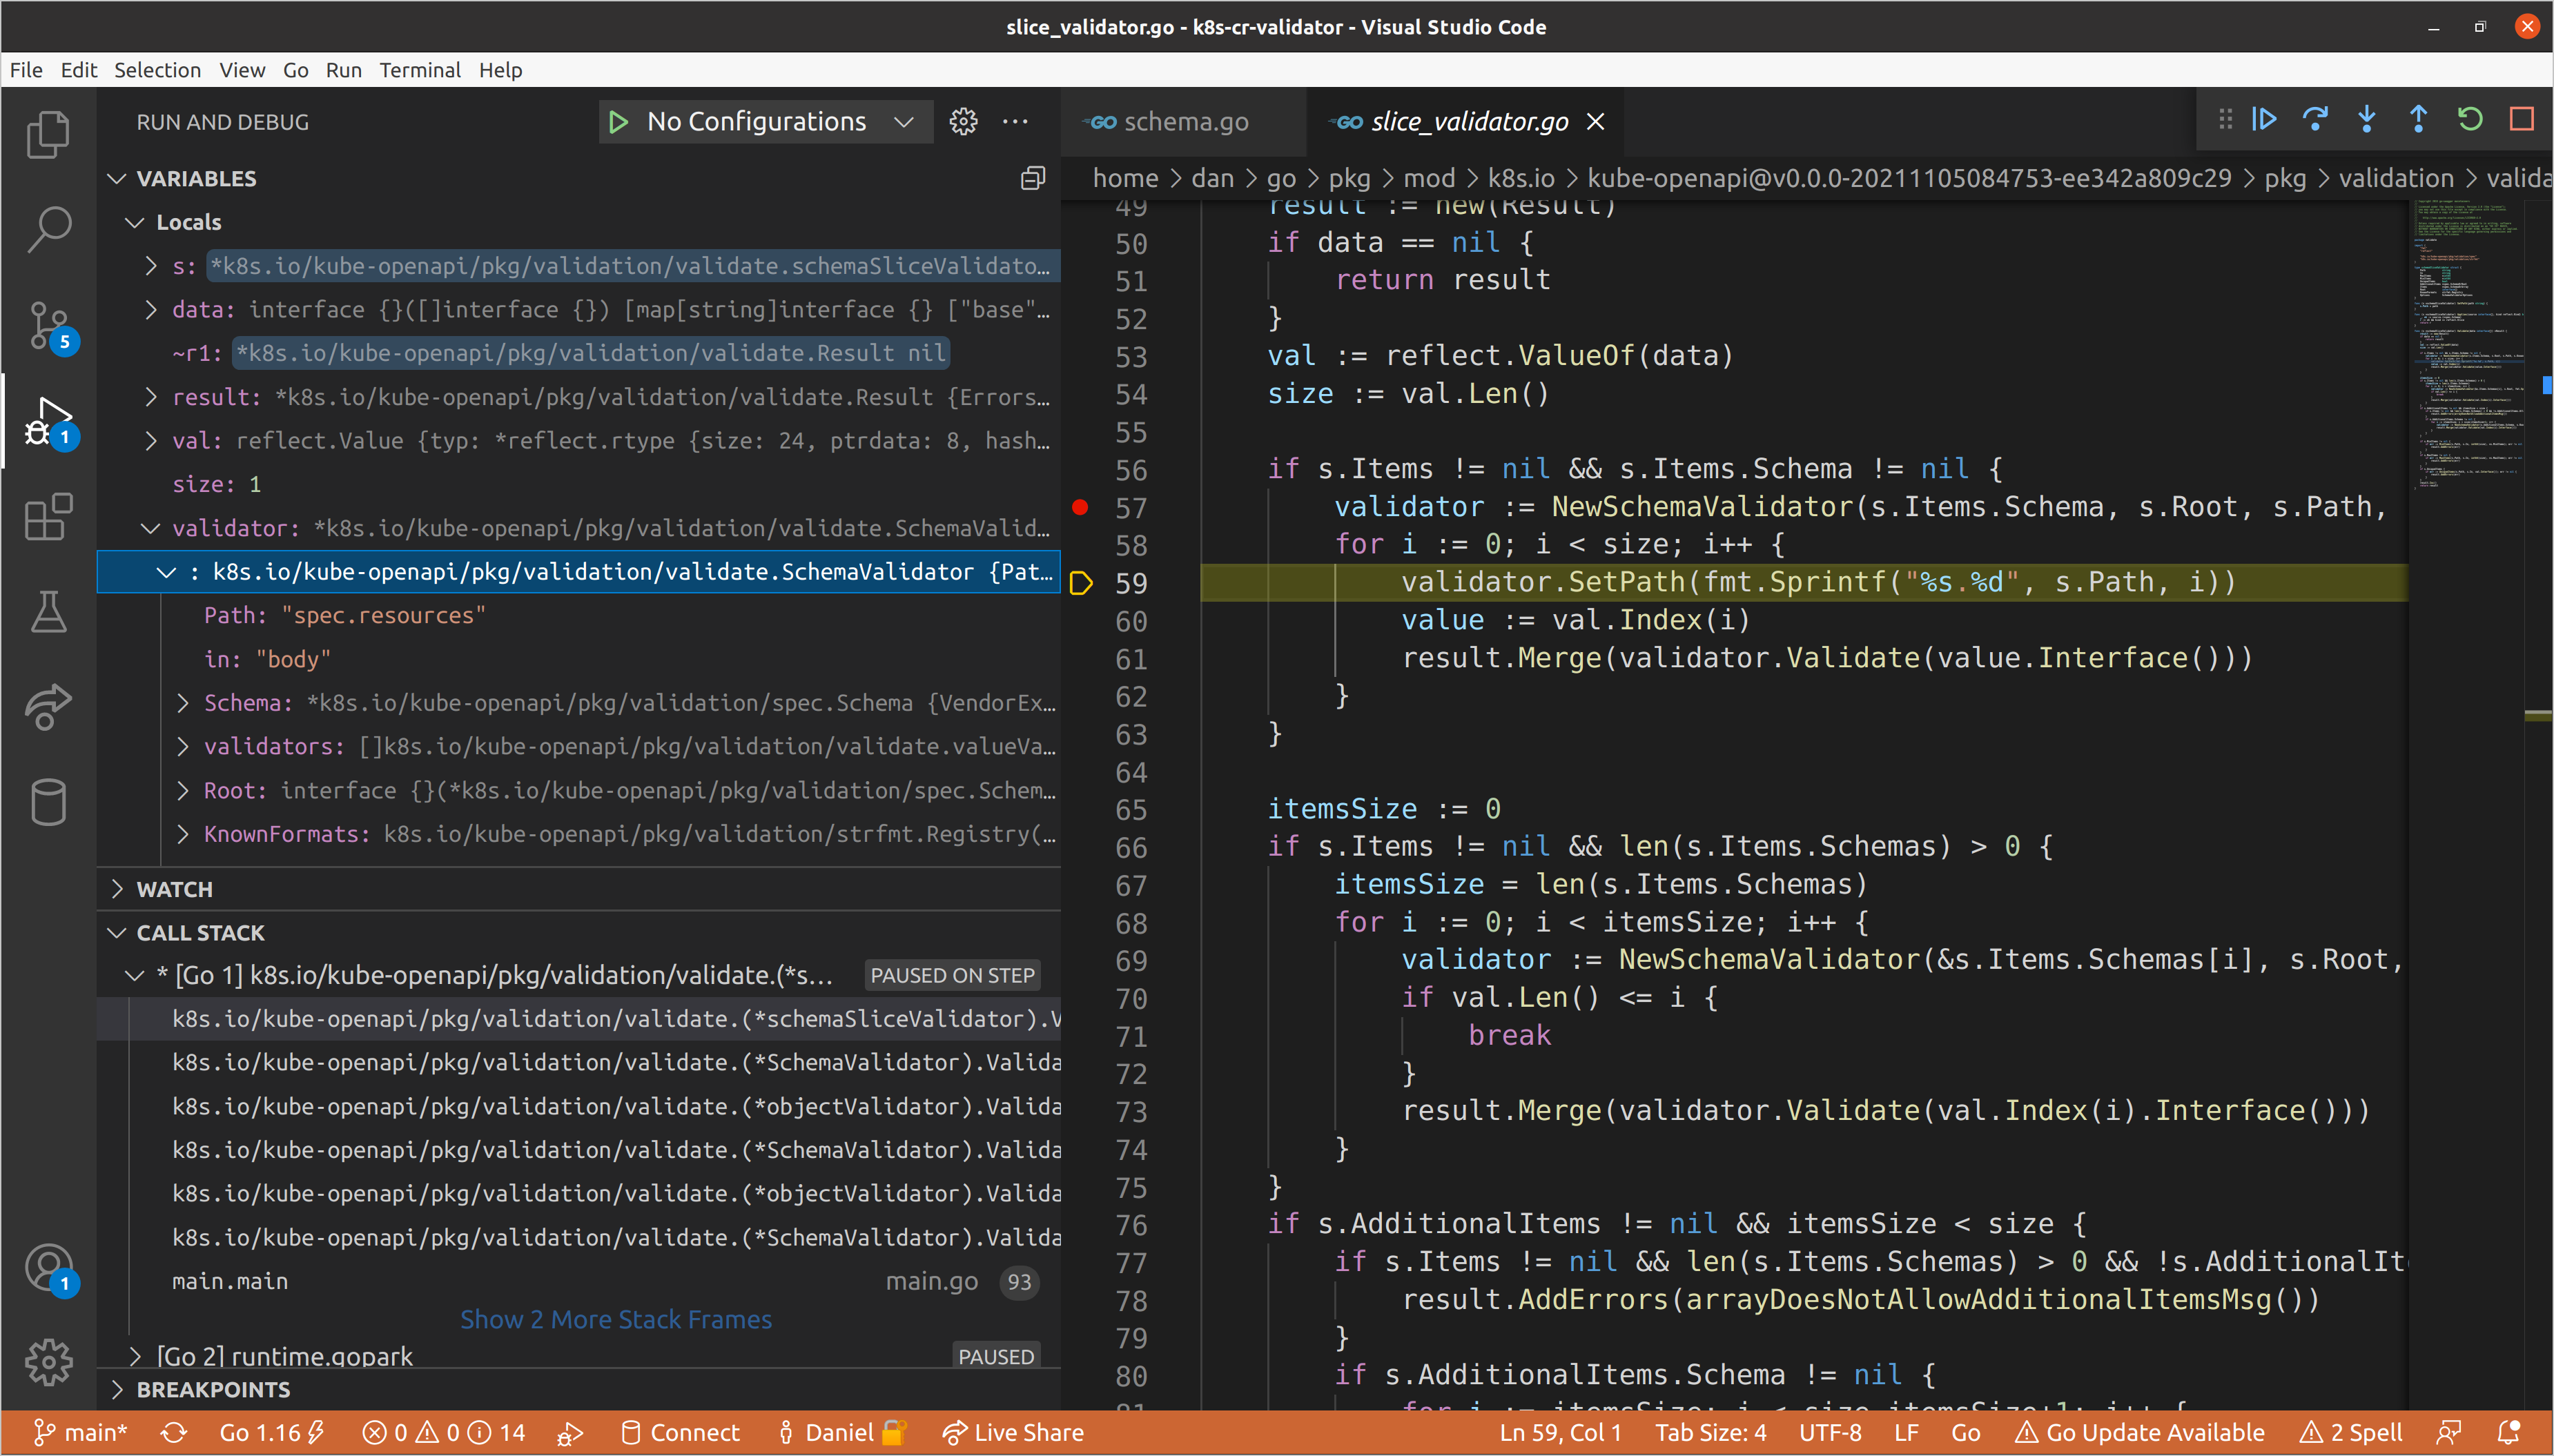 slice_validator.go - k8s-cr-validator - Visual Studio Code
File Edit Selection View Go Run Terminal Help
RUN AND DEBUG
No Configurations
VARIABLES
Locals
s: *k8s.io/kube-openapi/pkg/validation/validate.schemaSliceValidato…
data: interface {}([]interface {}) [map[string]interface {} ["base"…
~r1: *k8s.io/kube-openapi/pkg/validation/validate.Result nil
result: *k8s.io/kube-openapi/pkg/validation/validate.Result {Errors…
val: reflect.Value {typ: *reflect.rtype {size: 24, ptrdata: 8, hash…
size: 1
validator: *k8s.io/kube-openapi/pkg/validation/validate.SchemaValid…
: k8s.io/kube-openapi/pkg/validation/validate.SchemaValidator {Pat…
Path: "spec.resources"
in: "body"
Schema: *k8s.io/kube-openapi/pkg/validation/spec.Schema {VendorEx…
validators: []k8s.io/kube-openapi/pkg/validation/validate.valueVa…
Root: interface {}(*k8s.io/kube-openapi/pkg/validation/spec.Schem…
KnownFormats: k8s.io/kube-openapi/pkg/validation/strfmt.Registry(…
WATCH
CALL STACK
* [Go 1] k8s.io/kube-openapi/pkg/validation/validate.(*s… PAUSED ON STEP
k8s.io/kube-openapi/pkg/validation/validate.(*schemaSliceValidator).V
k8s.io/kube-openapi/pkg/validation/validate.(*SchemaValidator).Valida
k8s.io/kube-openapi/pkg/validation/validate.(*objectValidator).Valida
k8s.io/kube-openapi/pkg/validation/validate.(*SchemaValidator).Valida
k8s.io/kube-openapi/pkg/validation/validate.(*objectValidator).Valida
k8s.io/kube-openapi/pkg/validation/validate.(*SchemaValidator).Valida
main.main main.go 93
Show 2 More Stack Frames
[Go 2] runtime.gopark PAUSED
BREAKPOINTS
5
1
1
GO schema.go GO slice_validator.go
home > dan > go > pkg > mod > k8s.io > kube-openapi@v0.0.0-20211105084753-ee342a809c29 > pkg > validation > valida
49 result := new(Result)
50 if data == nil {
51 return result
52 }
53 val := reflect.ValueOf(data)
54 size := val.Len()
55
56 if s.Items != nil && s.Items.Schema != nil {
57 validator := NewSchemaValidator(s.Items.Schema, s.Root, s.Path,
58 for i := 0; i < size; i++ {
59 validator.SetPath(fmt.Sprintf("%s.%d", s.Path, i))
60 value := val.Index(i)
61 result.Merge(validator.Validate(value.Interface()))
62 }
63 }
64
65 itemsSize := 0
66 if s.Items != nil && len(s.Items.Schemas) > 0 {
67 itemsSize = len(s.Items.Schemas)
68 for i := 0; i < itemsSize; i++ {
69 validator := NewSchemaValidator(&s.Items.Schemas[i], s.Root,
70 if val.Len() <= i {
71 break
72 }
73 result.Merge(validator.Validate(val.Index(i).Interface()))
74 }
75 }
76 if s.AdditionalItems != nil && itemsSize < size {
77 if s.Items != nil && len(s.Items.Schemas) > 0 && !s.AdditionalIt
78 result.AddErrors(arrayDoesNotAllowAdditionalItemsMsg())
79 }
80 if s.AdditionalItems.Schema != nil {
81 for i := itemsSize; i < size-itemsSize+1; i++ {
main* Go 1.16 0 0 14 Connect Daniel Live Share Ln 59, Col 1 Tab Size: 4 UTF-8 LF Go Go Update Available 2 Spell